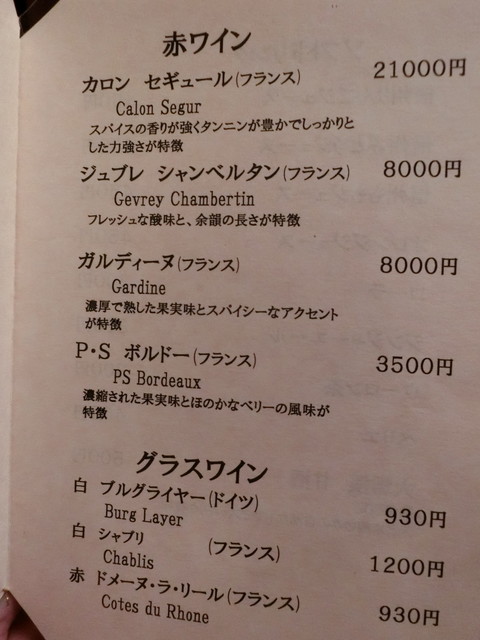 赤ワイン
カロン セギュール(フランス) 21000円
Calon Segur
スパイスの香りが強くタンニンが豊かでしっかりと
した力強さが特徴
ジュブレ シャンベルタン(フランス) 8000円
Gevrey Chambertin
フレッシュな酸味と、余韻の長さが特徴
ガルディーヌ(フランス) 8000円
Gardine
濃厚で熟した果実味とスパイシーなアクセント
が特徴
P・S ボルドー(フランス) 3500円
PS Bordeaux
濃縮された果実味とほのかなベリーの風味が
特徴
グラスワイン
白 ブルグライヤー(ドイツ) 930円
Burg Layer
白 シャブリ (フランス) 1200円
Chablis
赤 ドメーヌ・ラ・リール(フランス) 930円
Cotes du Rhone